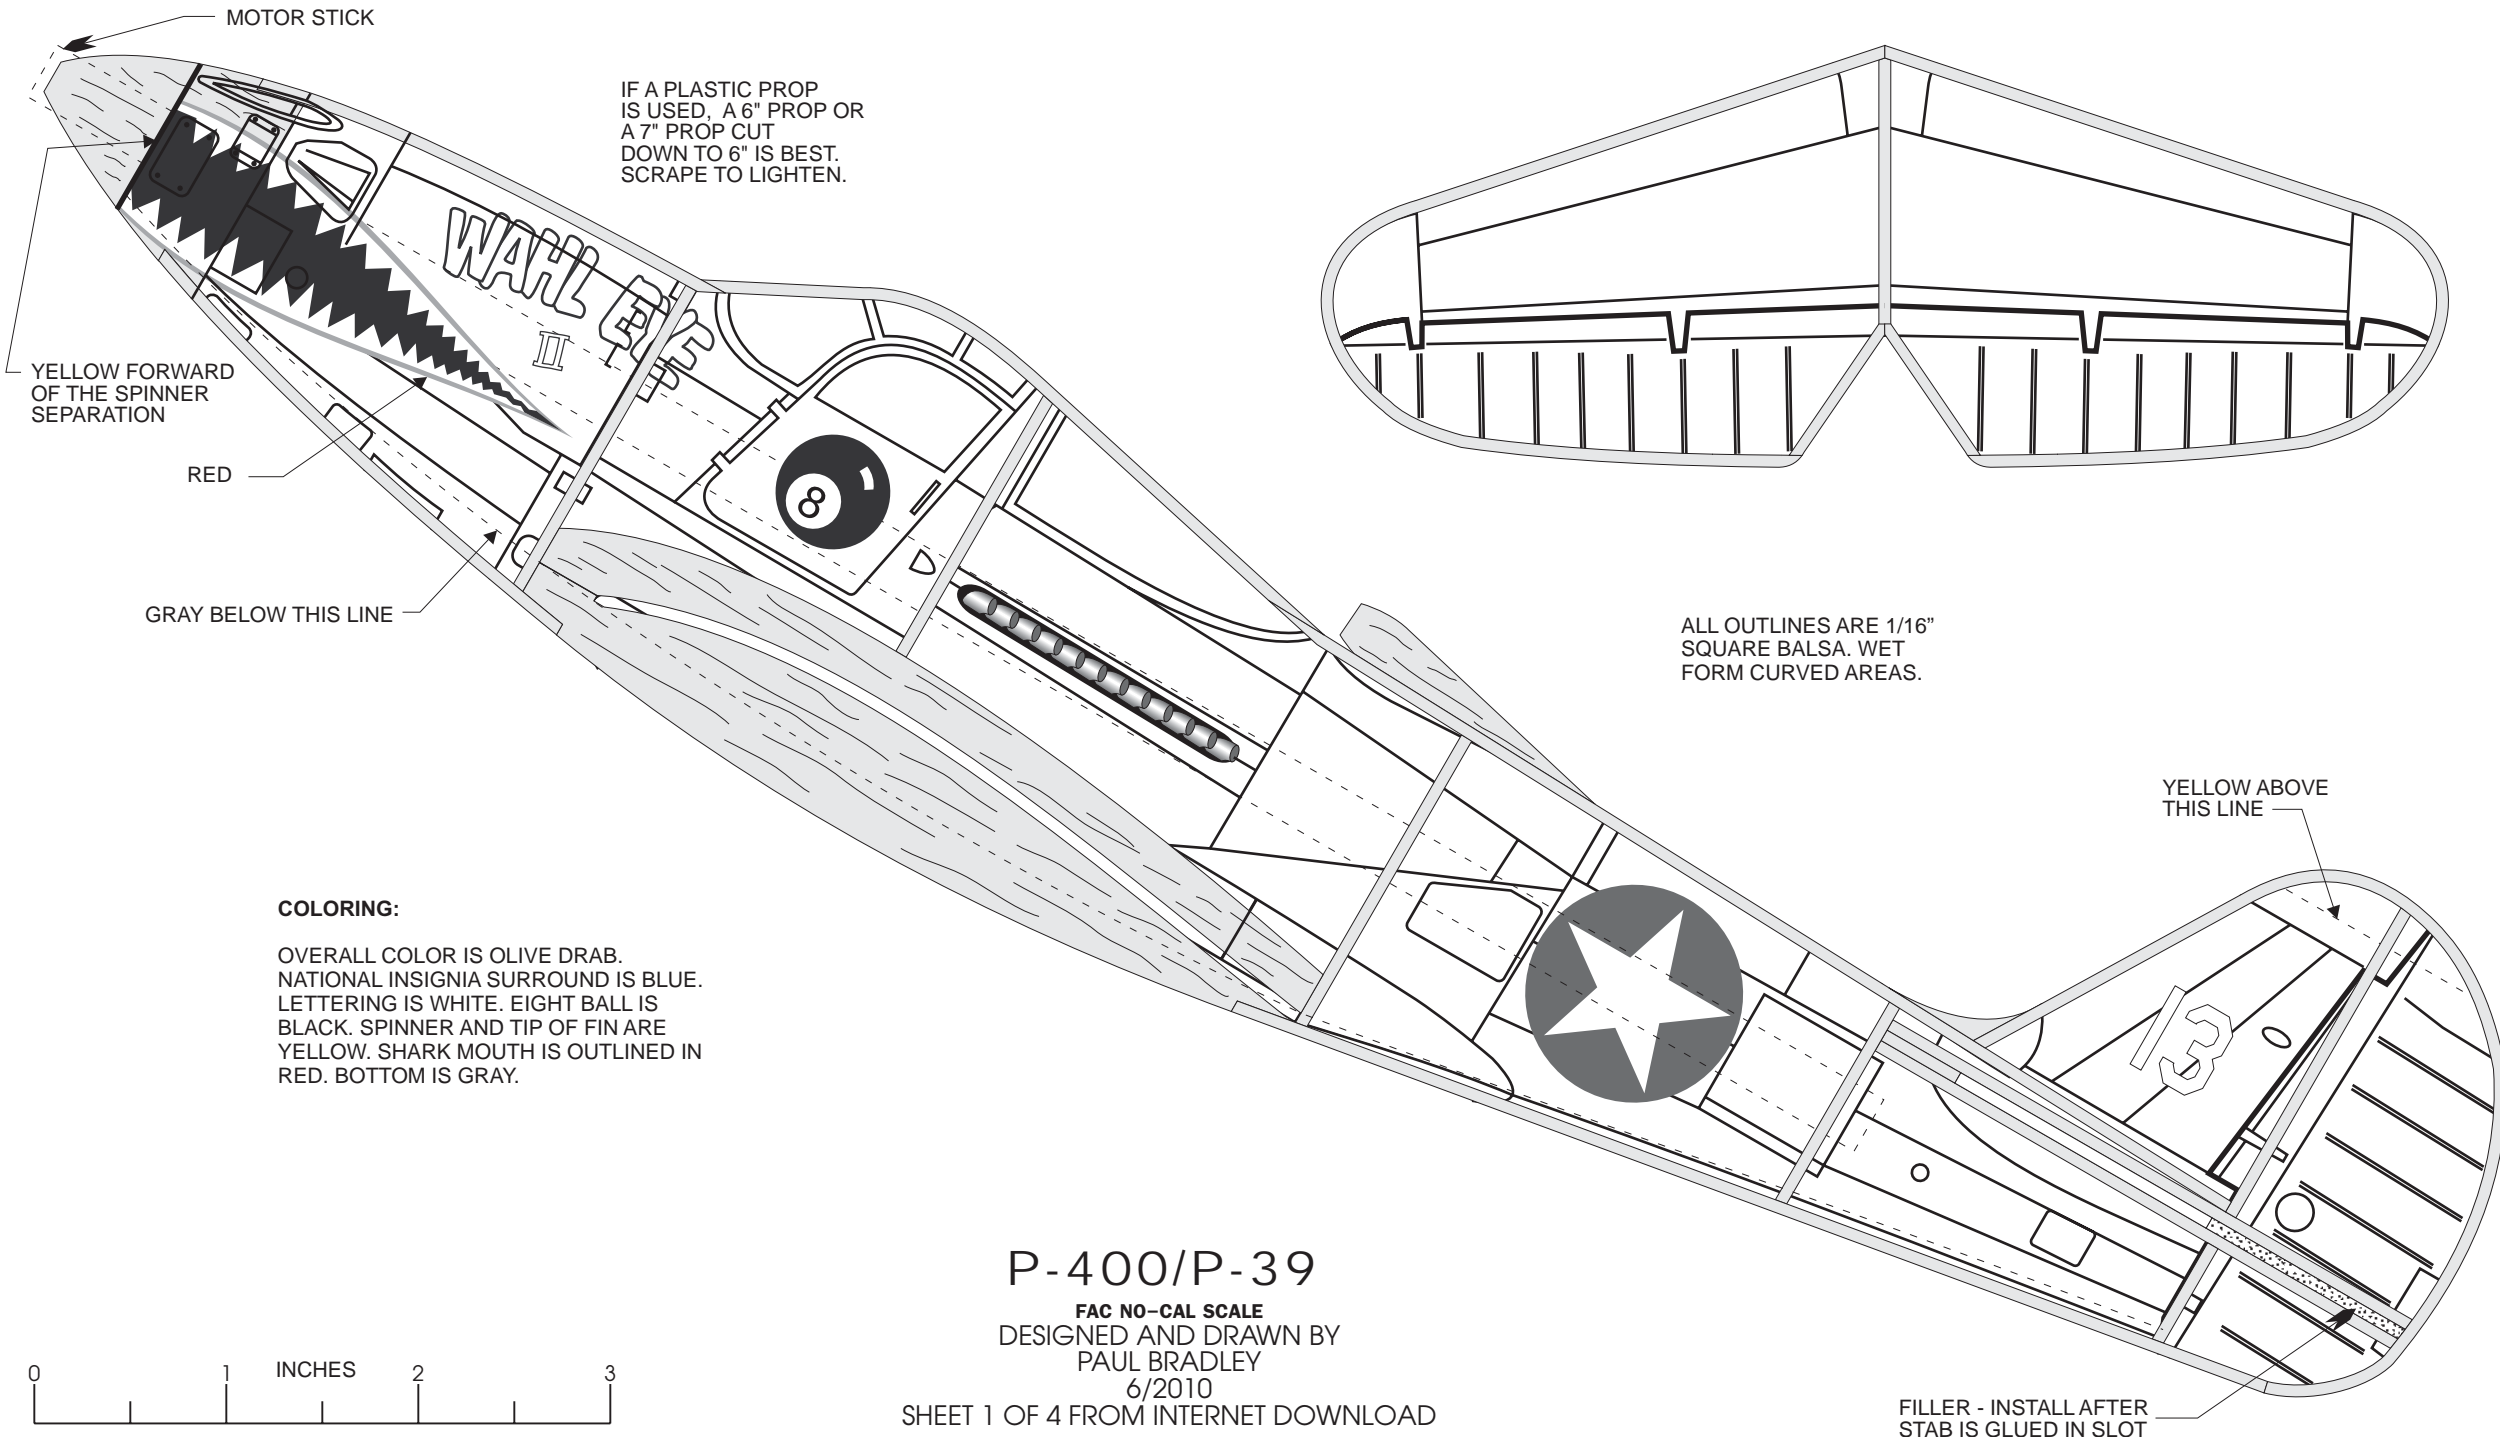 MOTOR STICK
IF A PLASTIC PROP
IS USED, A 6" PROP OR
A 7" PROP CUT
DOWN TO 6" IS BEST.
SCRAPE TO LIGHTEN.
WAHL EYE
II
YELLOW FORWARD
OF THE SPINNER
SEPARATION
RED
8
GRAY BELOW THIS LINE
ALL OUTLINES ARE 1/16”
SQUARE BALSA. WET
FORM CURVED AREAS.
YELLOW ABOVE
THIS LINE
13
COLORING:
OVERALL COLOR IS OLIVE DRAB.
NATIONAL INSIGNIA SURROUND IS BLUE.
LETTERING IS WHITE. EIGHT BALL IS
BLACK. SPINNER AND TIP OF FIN ARE
YELLOW. SHARK MOUTH IS OUTLINED IN
RED. BOTTOM IS GRAY.
P-400/P-39
FAC NO–CAL SCALE
DESIGNED AND DRAWN BY
PAUL BRADLEY
6/2010
SHEET 1 OF 4 FROM INTERNET DOWNLOAD
0 1 INCHES 2 3
FILLER - INSTALL AFTER
STAB IS GLUED IN SLOT